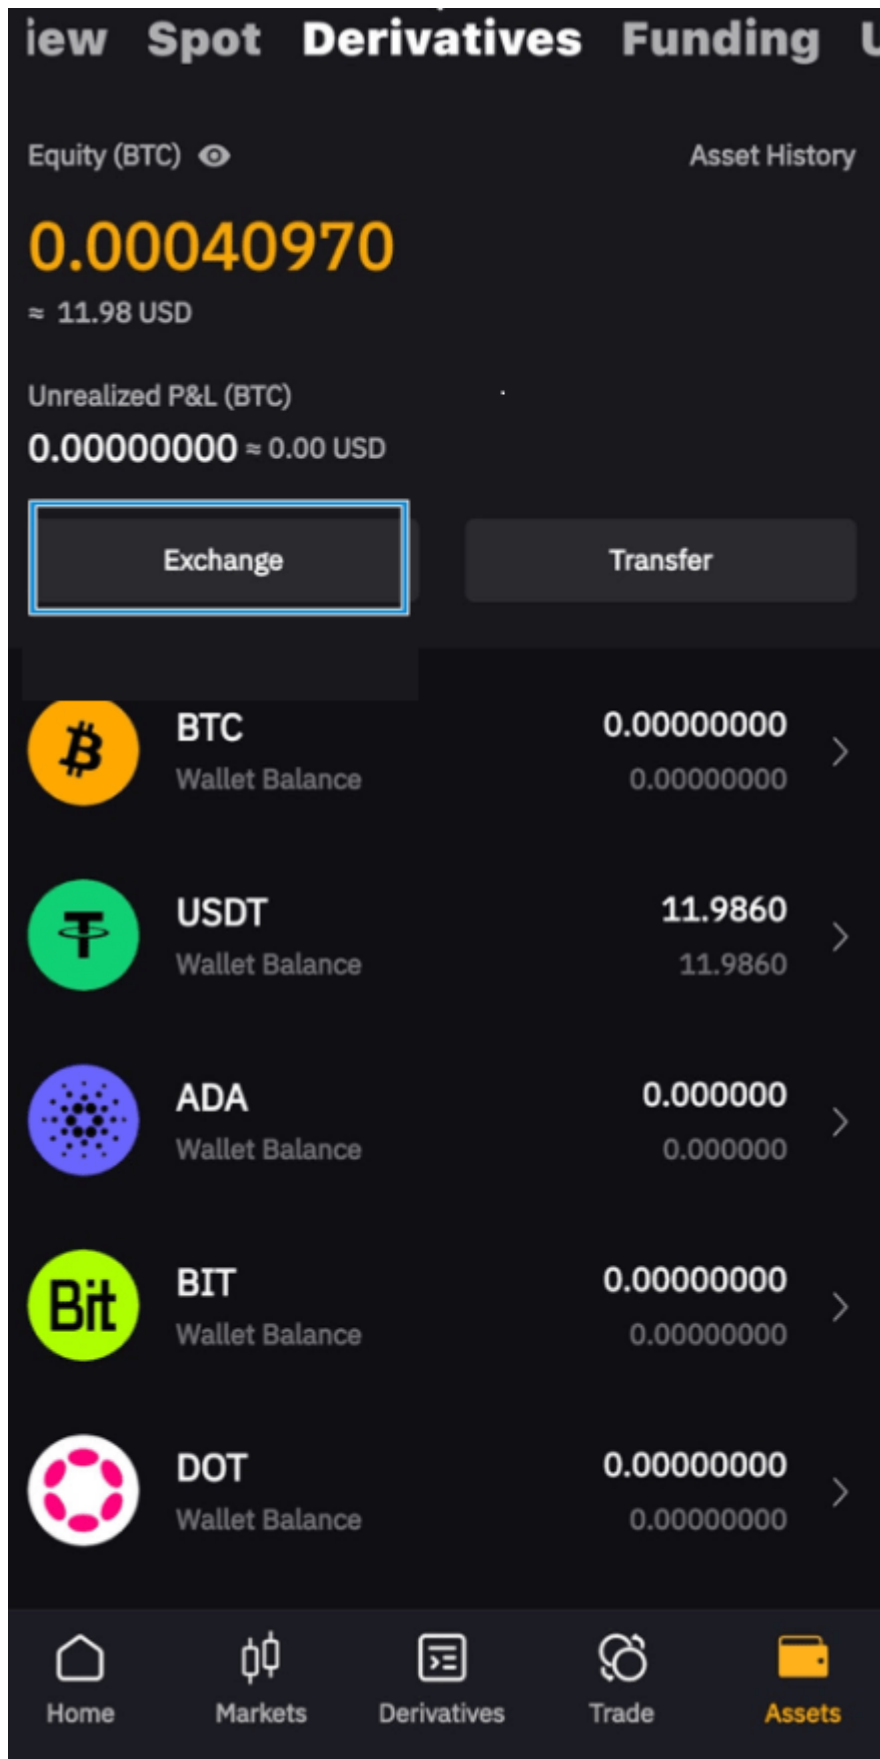 iew Spot Derivatives Funding
Equity (BTC) Asset History
0.00040970
≈ 11.98 USD
Unrealized P&L (BTC)
0.00000000 ≈ 0.00 USD
Exchange Transfer
BTC 0.00000000
Wallet Balance 0.00000000
USDT 11.9860
Wallet Balance 11.9860
ADA 0.000000
Wallet Balance 0.000000
Bit
BIT 0.00000000
Wallet Balance 0.00000000
DOT 0.00000000
Wallet Balance 0.00000000
Home Markets Derivatives Trade Assets